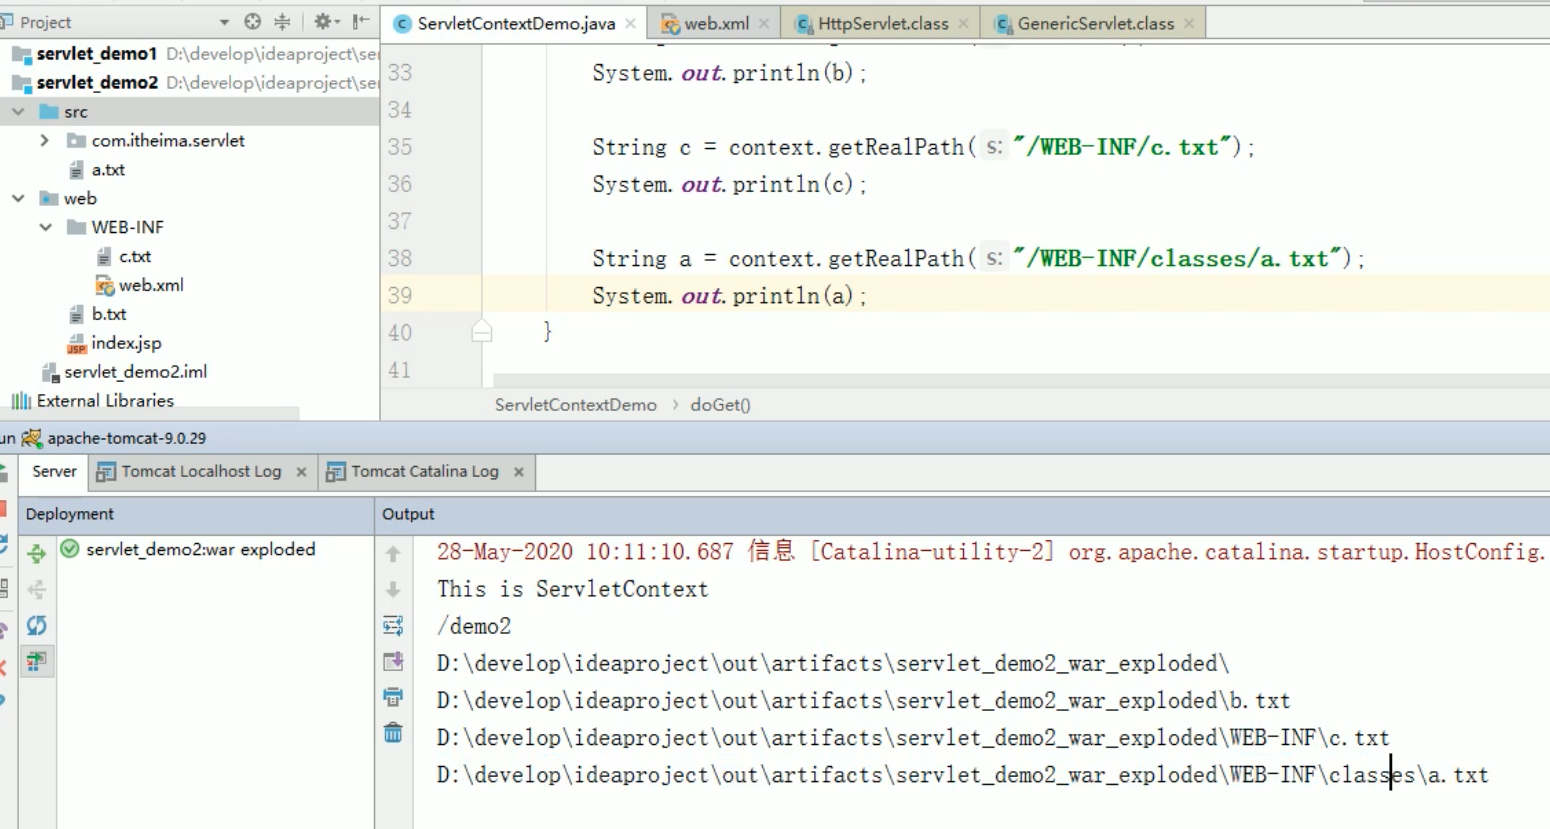 Project
ServletContextDemo.java
web.xml
HttpServlet.class
GenericServlet.class
servlet_demo1 D:\develop\ideaproject\se
servlet_demo2 D:\develop\ideaproject\se
src
com.itheima.servlet
a.txt
web
WEB-INF
c.txt
web.xml
b.txt
index.jsp
servlet_demo2.iml
External Libraries
33 System.out.println(b);
34
35 String c = context.getRealPath( s: "/WEB-INF/c.txt");
36 System.out.println(c);
37
38 String a = context.getRealPath( s: "/WEB-INF/classes/a.txt");
39 System.out.println(a);
40 }
41
ServletContextDemo › doGet()
un apache-tomcat-9.0.29
Server Tomcat Localhost Log Tomcat Catalina Log
Deployment
servlet_demo2:war exploded
Output
28-May-2020 10:11:10.687 信息 [Catalina-utility-2] org.apache.catalina.startup.HostConfig.
This is ServletContext
/demo2
D:\develop\ideaproject\out\artifacts\servlet_demo2_war_exploded\
D:\develop\ideaproject\out\artifacts\servlet_demo2_war_exploded\b.txt
D:\develop\ideaproject\out\artifacts\servlet_demo2_war_exploded\WEB-INF\c.txt
D:\develop\ideaproject\out\artifacts\servlet_demo2_war_exploded\WEB-INF\classes\a.txt